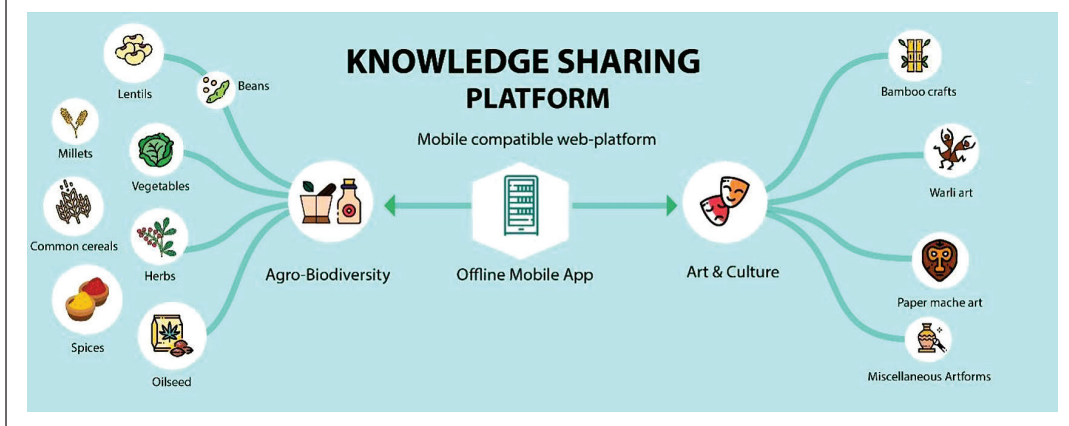 KNOWLEDGE SHARING
PLATFORM
Mobile compatible web-platform
Lentils
Beans
Millets
Vegetables
Common cereals
Herbs
Spices
Oilseed
Agro-Biodiversity
Offline Mobile App
Art & Culture
Bamboo crafts
Warli art
Paper mache art
Miscellaneous Artforms